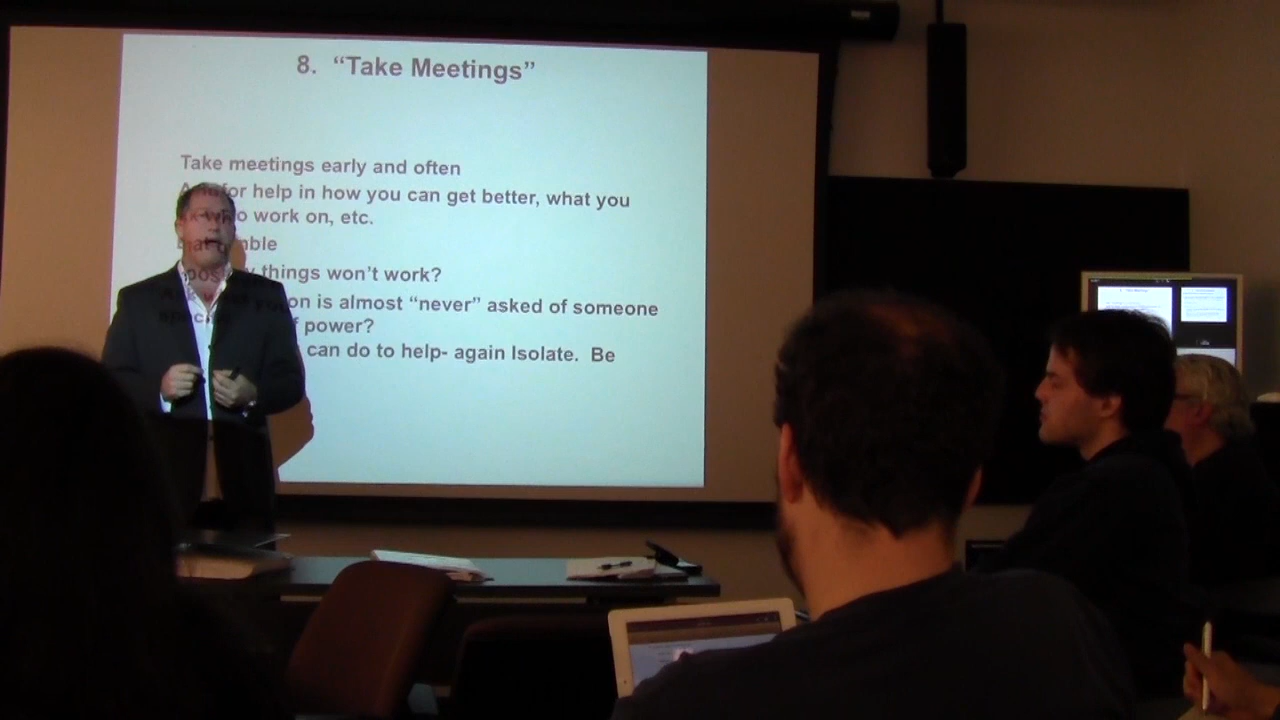 8. “Take Meetings”
Take meetings early and often
for help in how you can get better, what you
work on, etc.
things won’t work?
on is almost “never” asked of someone
power?
can do to help- again Isolate. Be